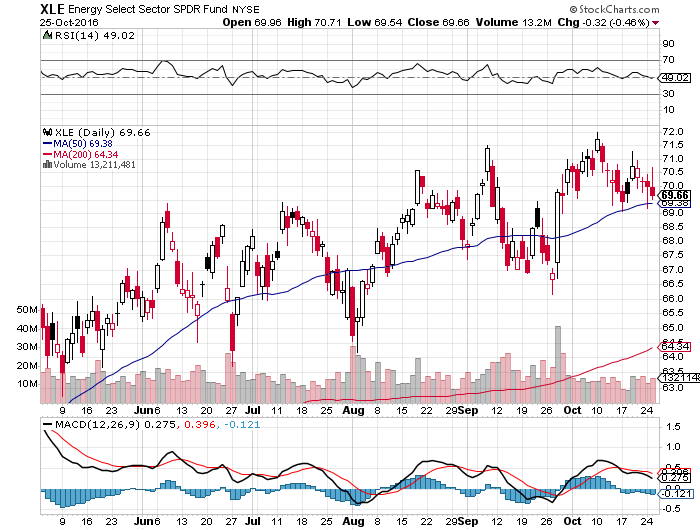 XLE Energy Select Sector SPDR Fund NYSE © StockCharts.com
25-Oct-2016 Open 69.96 High 70.71 Low 69.54 Close 69.66 Volume 13.2M Chg -0.32 (-0.46%)
RSI(14) 49.02
90
70
49.02
30
10
XLE (Daily) 69.66
MA(50) 69.38
MA(200) 64.34
Volume 13,211,481
72.0
71.5
71.0
70.5
70.0
69.66
69.38
69.0
68.5
68.0
67.5
67.0
66.5
66.0
65.5
65.0
64.34
63.5
63.0
50M
40M
30M
20M
10M
1321148
9 16 23 Jun 6 13 20 27 Jul 11 18 25 Aug 8 15 22 29 Sep 12 19 26 Oct 10 17 24
MACD(12,26,9) 0.275, 0.396, -0.121
1.5
1.0
0.275
-0.121
-0.5
9 16 23 Jun 6 13 20 27 Jul 11 18 25 Aug 8 15 22 29 Sep 12 19 26 Oct 10 17 24